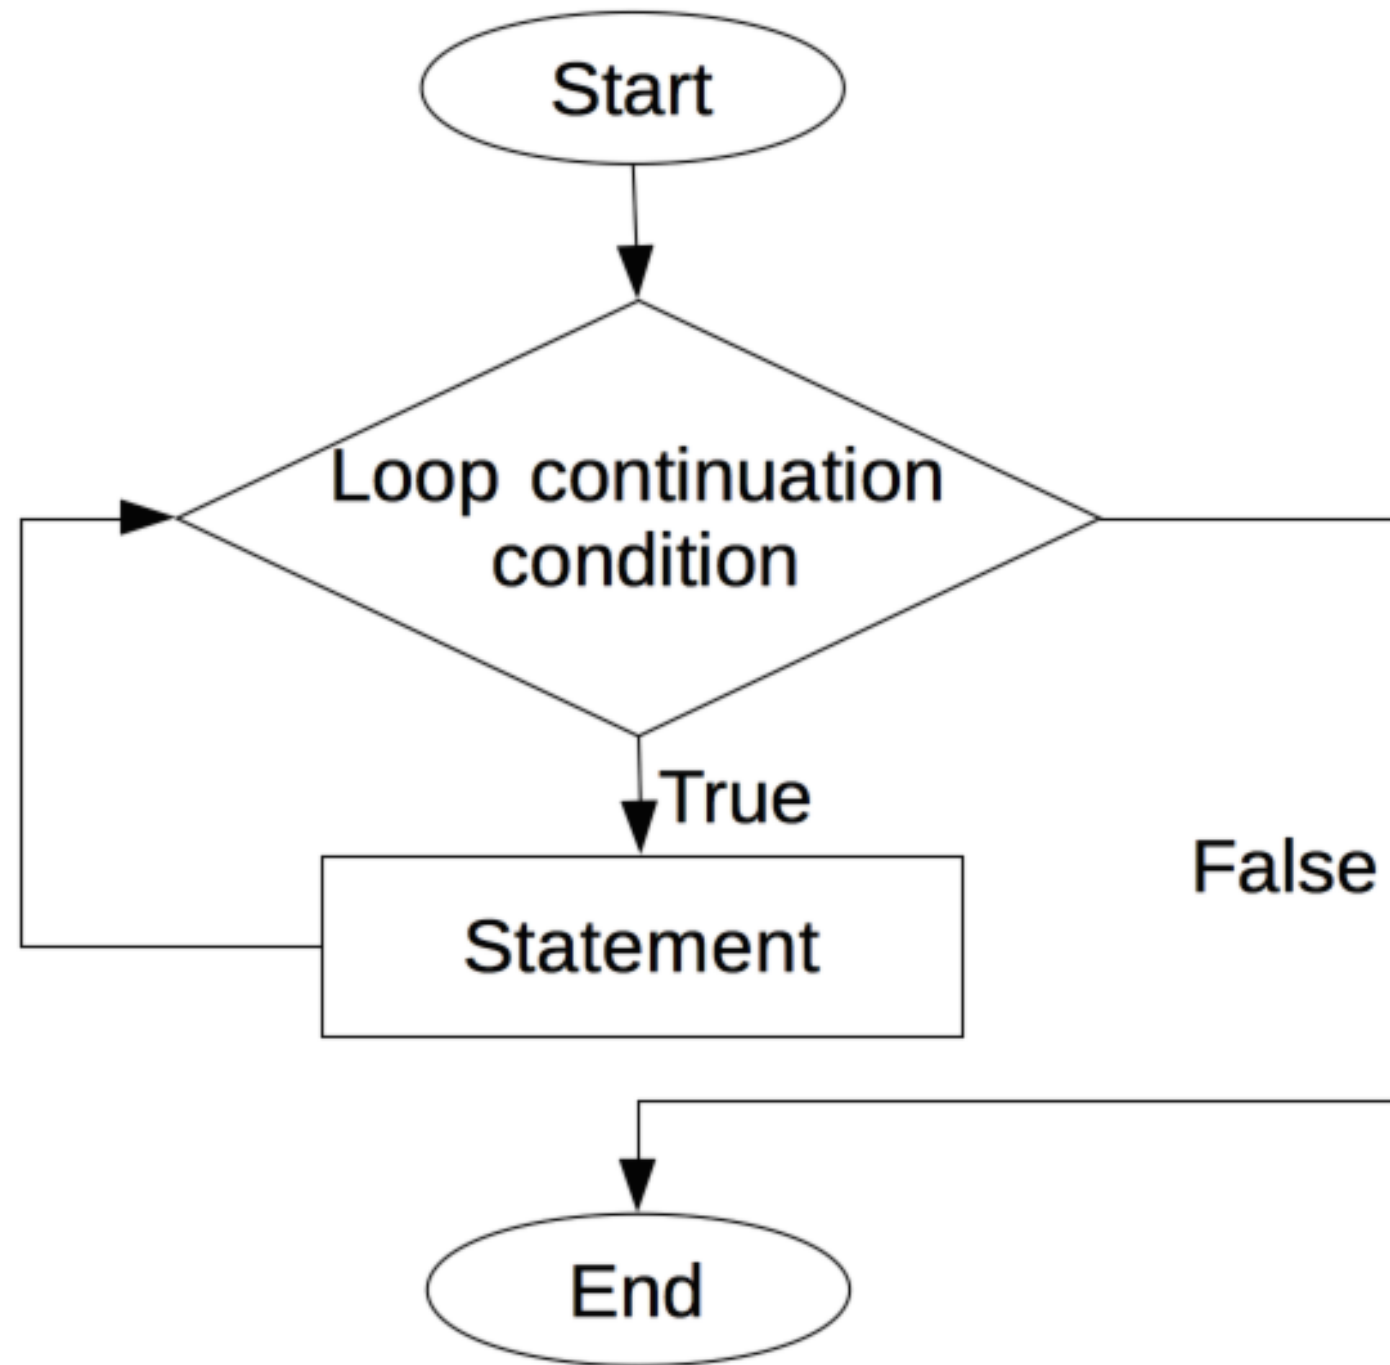 Start
Loop continuation
condition
True
False
Statement
End